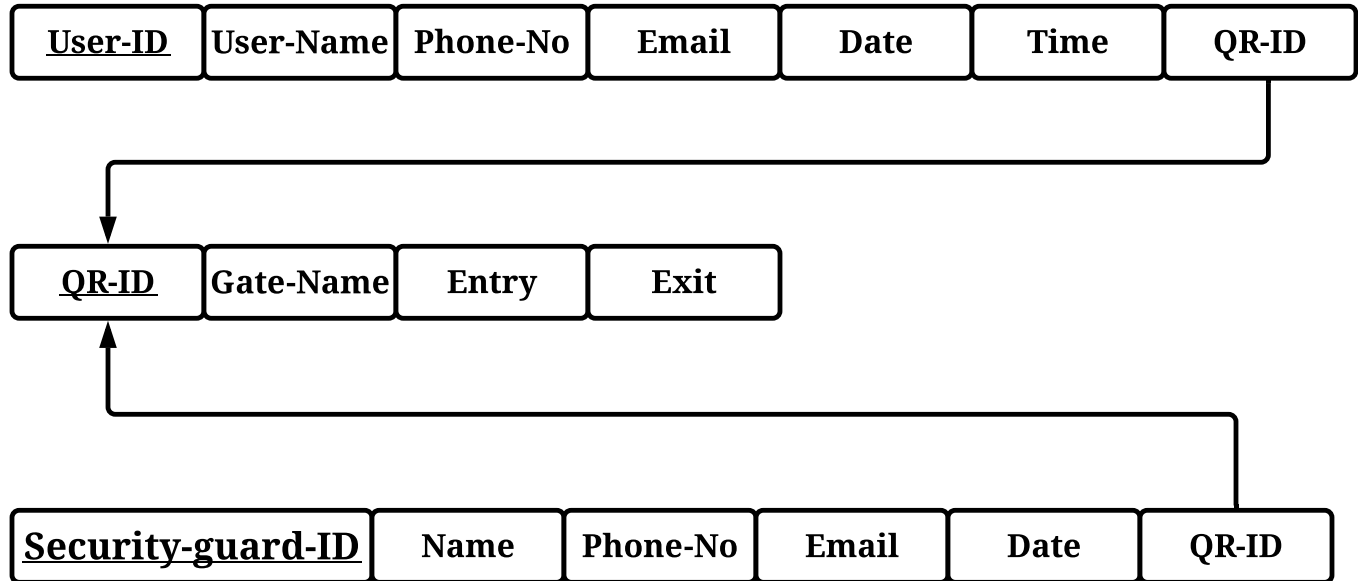 User-ID User-Name Phone-No Email Date Time QR-ID
QR-ID Gate-Name Entry Exit
Security-guard-ID Name Phone-No Email Date QR-ID